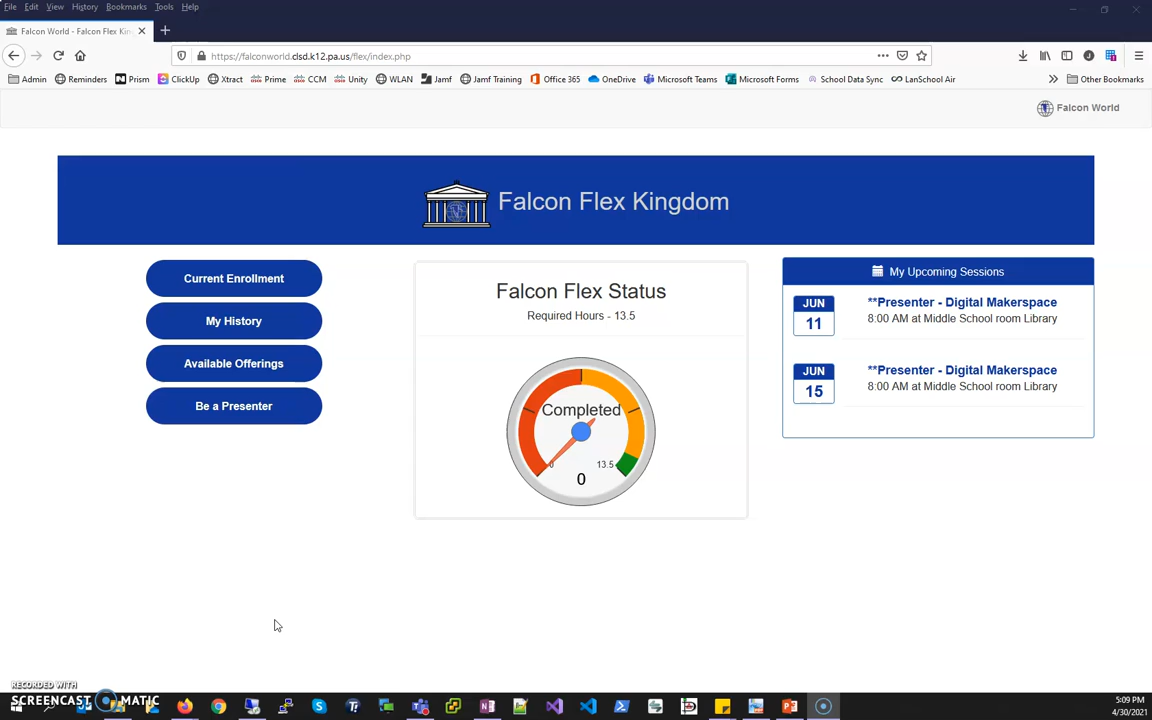 File Edit View History Bookmarks Tools Help
Falcon World - Falcon Flex Kin
https://falconworld.clsd.k12.pa.us/flex/index.php
Admin Reminders Prism ClickUp Xtract Prime CCM Unity WLAN Jamf Jamf Training Office 365 OneDrive Microsoft Teams Microsoft Forms School Data Sync LanSchool Air Other Bookmarks
Falcon World
Falcon Flex Kingdom
Current Enrollment
My History
Available Offerings
Be a Presenter
Falcon Flex Status
Required Hours - 13.5
Completed
0 13.5
0
My Upcoming Sessions
JUN
11
**Presenter - Digital Makerspace
8:00 AM at Middle School room Library
JUN
15
**Presenter - Digital Makerspace
8:00 AM at Middle School room Library
RECORDED WITH
SCREENCAST MATIC
5:09 PM
4/30/2021